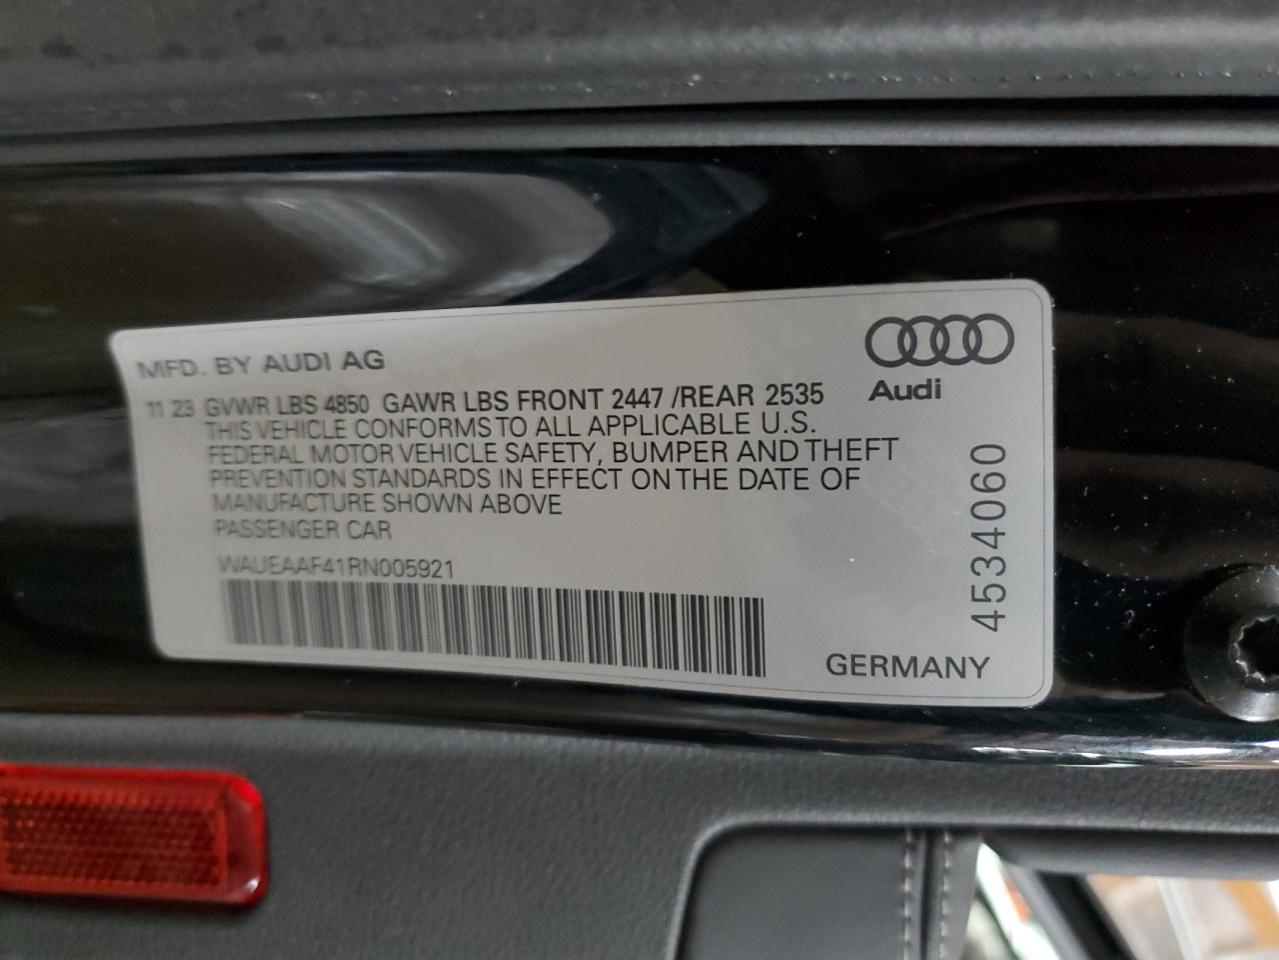 MFD. BY AUDI AG
Audi
11 23 GVWR LBS 4850 GAWR LBS FRONT 2447 /REAR 2535
THIS VEHICLE CONFORMS TO ALL APPLICABLE U.S.
FEDERAL MOTOR VEHICLE SAFETY, BUMPER AND THEFT
PREVENTION STANDARDS IN EFFECT ON THE DATE OF
MANUFACTURE SHOWN ABOVE
PASSENGER CAR
WAUEAAF41RN005921
4534060
GERMANY